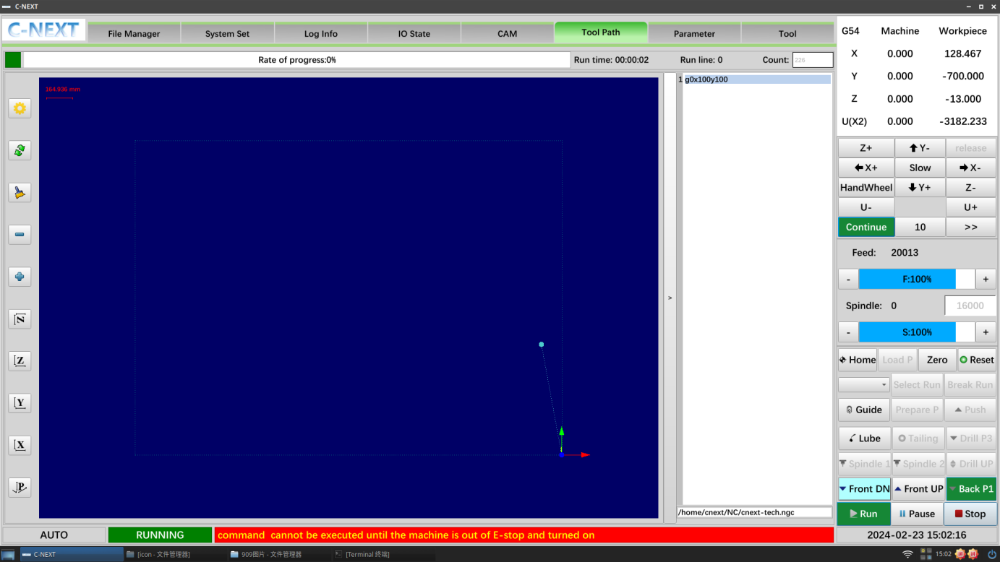 C-NEXT
C-NEXT
File Manager
System Set
Log Info
IO State
CAM
Tool Path
Parameter
Tool
G54 Machine Workpiece
X 0.000 128.467
Y 0.000 -700.000
Z 0.000 -13.000
U(X2) 0.000 -3182.233
Rate of progress:0%
Run time: 00:00:02
Run line: 0
Count: 226
164.936 mm
1 g0x100y100
Z+ Y- release
X+ Slow X-
HandWheel Y+ Z-
U- U+
Continue 10 >>
Feed: 20013
- F:100% +
Spindle: 0 16000
- S:100% +
Home Load P Zero Reset
Select Run Break Run
Guide Prepare P Push
Lube Tailing Drill P3
Spindle 1 Spindle 2 Drill UP
Front DN Front UP Back P1
Run Pause Stop
N
Z
Y
X
P
>
/home/cnext/NC/cnext-tech.ngc
AUTO
RUNNING
command cannot be executed until the machine is out of E-stop and turned on
2024-02-23 15:02:16
C-NEXT
[icon - 文件管理器]
909图片 - 文件管理器
[Terminal 终端]
15:02